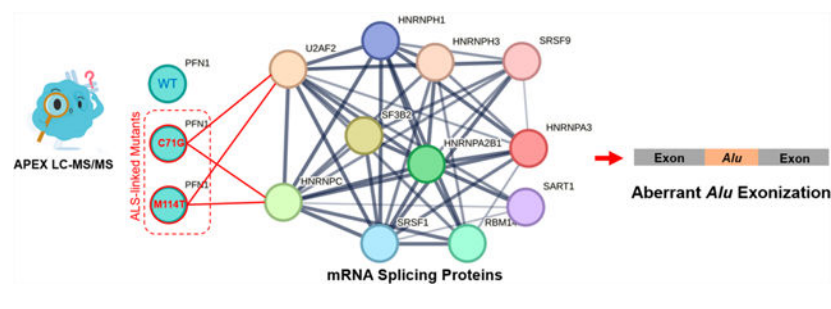 HNRNPH1
U2AF2
HNRNPH3
SRSF9
PFN1
WT
SF3B2
PFN1
C71G
HNRNPA3
HNRNPA2B1
Exon Alu Exon
APEX LC-MS/MS
ALS-linked Mutants
PFN1
M114T
HNRNPC
SART1
Aberrant Alu Exonization
SRSF1
RBM14
mRNA Splicing Proteins